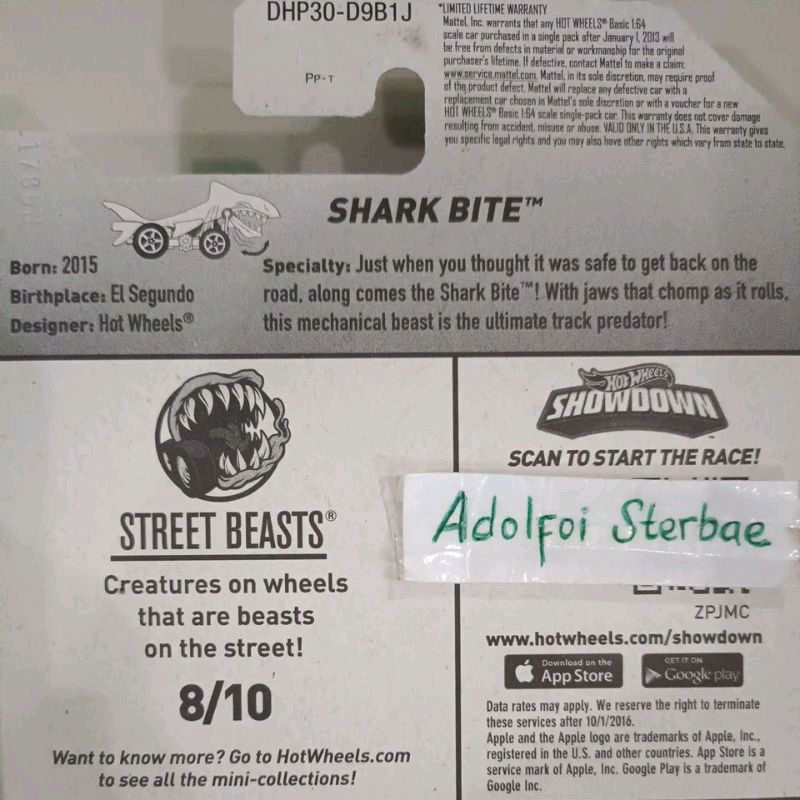 DHP30-D9B1J
PP-T
*LIMITED LIFETIME WARRANTY
Mattel, Inc. warrants that any HOT WHEELS® Basic 1:64
scale car purchased in a single pack after January 1, 2013 will
be free from defects in material or workmanship for the original
purchaser's lifetime. If defective, contact Mattel to make a claim:
www.service.mattel.com. Mattel, in its sole discretion, may require proof
of the product defect. Mattel will replace any defective car with a
replacement car chosen in Mattel's sole discretion or with a voucher for a new
HOT WHEELS® Basic 1:64 scale single-pack car. This warranty does not cover damage
resulting from accident, misuse or abuse. VALID ONLY IN THE U.S.A. This warranty gives
you specific legal rights and you may also have other rights which vary from state to state.
SHARK BITE™
Born: 2015
Birthplace: El Segundo
Designer: Hot Wheels®
Specialty: Just when you thought it was safe to get back on the
road, along comes the Shark Bite™! With jaws that chomp as it rolls,
this mechanical beast is the ultimate track predator!
STREET BEASTS®
Creatures on wheels
that are beasts
on the street!
8/10
Want to know more? Go to HotWheels.com
to see all the mini-collections!
HOT WHEELS
SHOWDOWN™
SCAN TO START THE RACE!
Adolfoi Sterbae
ZPJMC
www.hotwheels.com/showdown
Download on the
App Store
GET IT ON
Google play
Data rates may apply. We reserve the right to terminate
these services after 10/1/2016.
Apple and the Apple logo are trademarks of Apple, Inc.,
registered in the U.S. and other countries. App Store is a
service mark of Apple, Inc. Google Play is a trademark of
Google Inc.